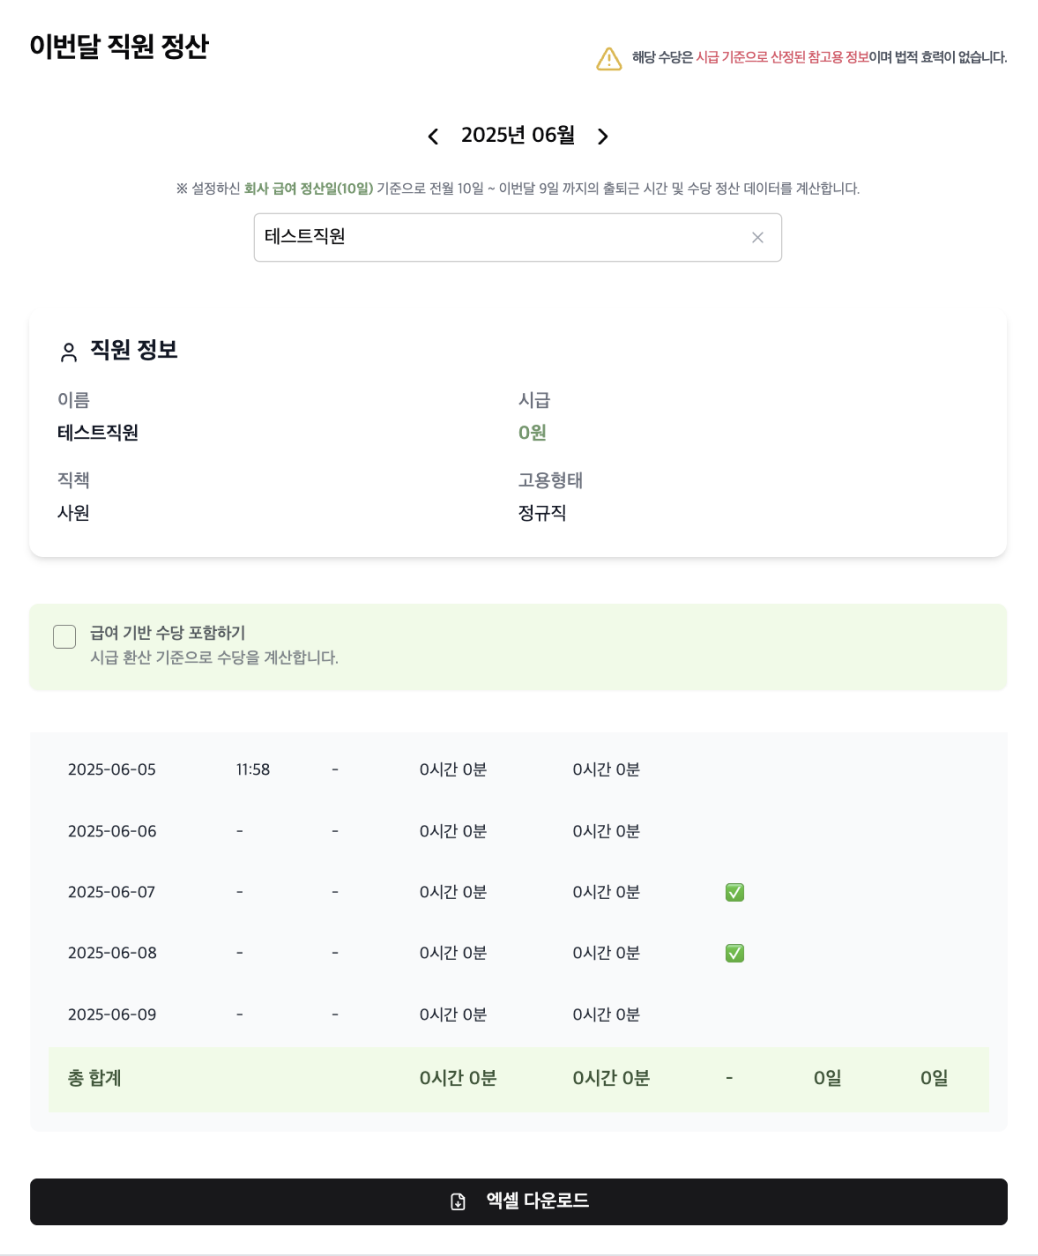 이번달 직원 정산
해당 수당은 시급 기준으로 산정된 참고용 정보이며 법적 효력이 없습니다.
2025년 06월
※ 설정하신 회사 급여 정산일(10일) 기준으로 전월 10일 ~ 이번달 9일 까지의 출퇴근 시간 및 수당 정산 데이터를 계산합니다.
테스트직원
직원 정보
이름 시급
테스트직원 0원
직책 고용형태
사원 정규직
급여 기반 수당 포함하기
시급 환산 기준으로 수당을 계산합니다.
2025-06-05 11:58 - 0시간 0분 0시간 0분
2025-06-06 - - 0시간 0분 0시간 0분
2025-06-07 - - 0시간 0분 0시간 0분 ✅
2025-06-08 - - 0시간 0분 0시간 0분 ✅
2025-06-09 - - 0시간 0분 0시간 0분
총 합계 0시간 0분 0시간 0분 - 0일 0일
엑셀 다운로드